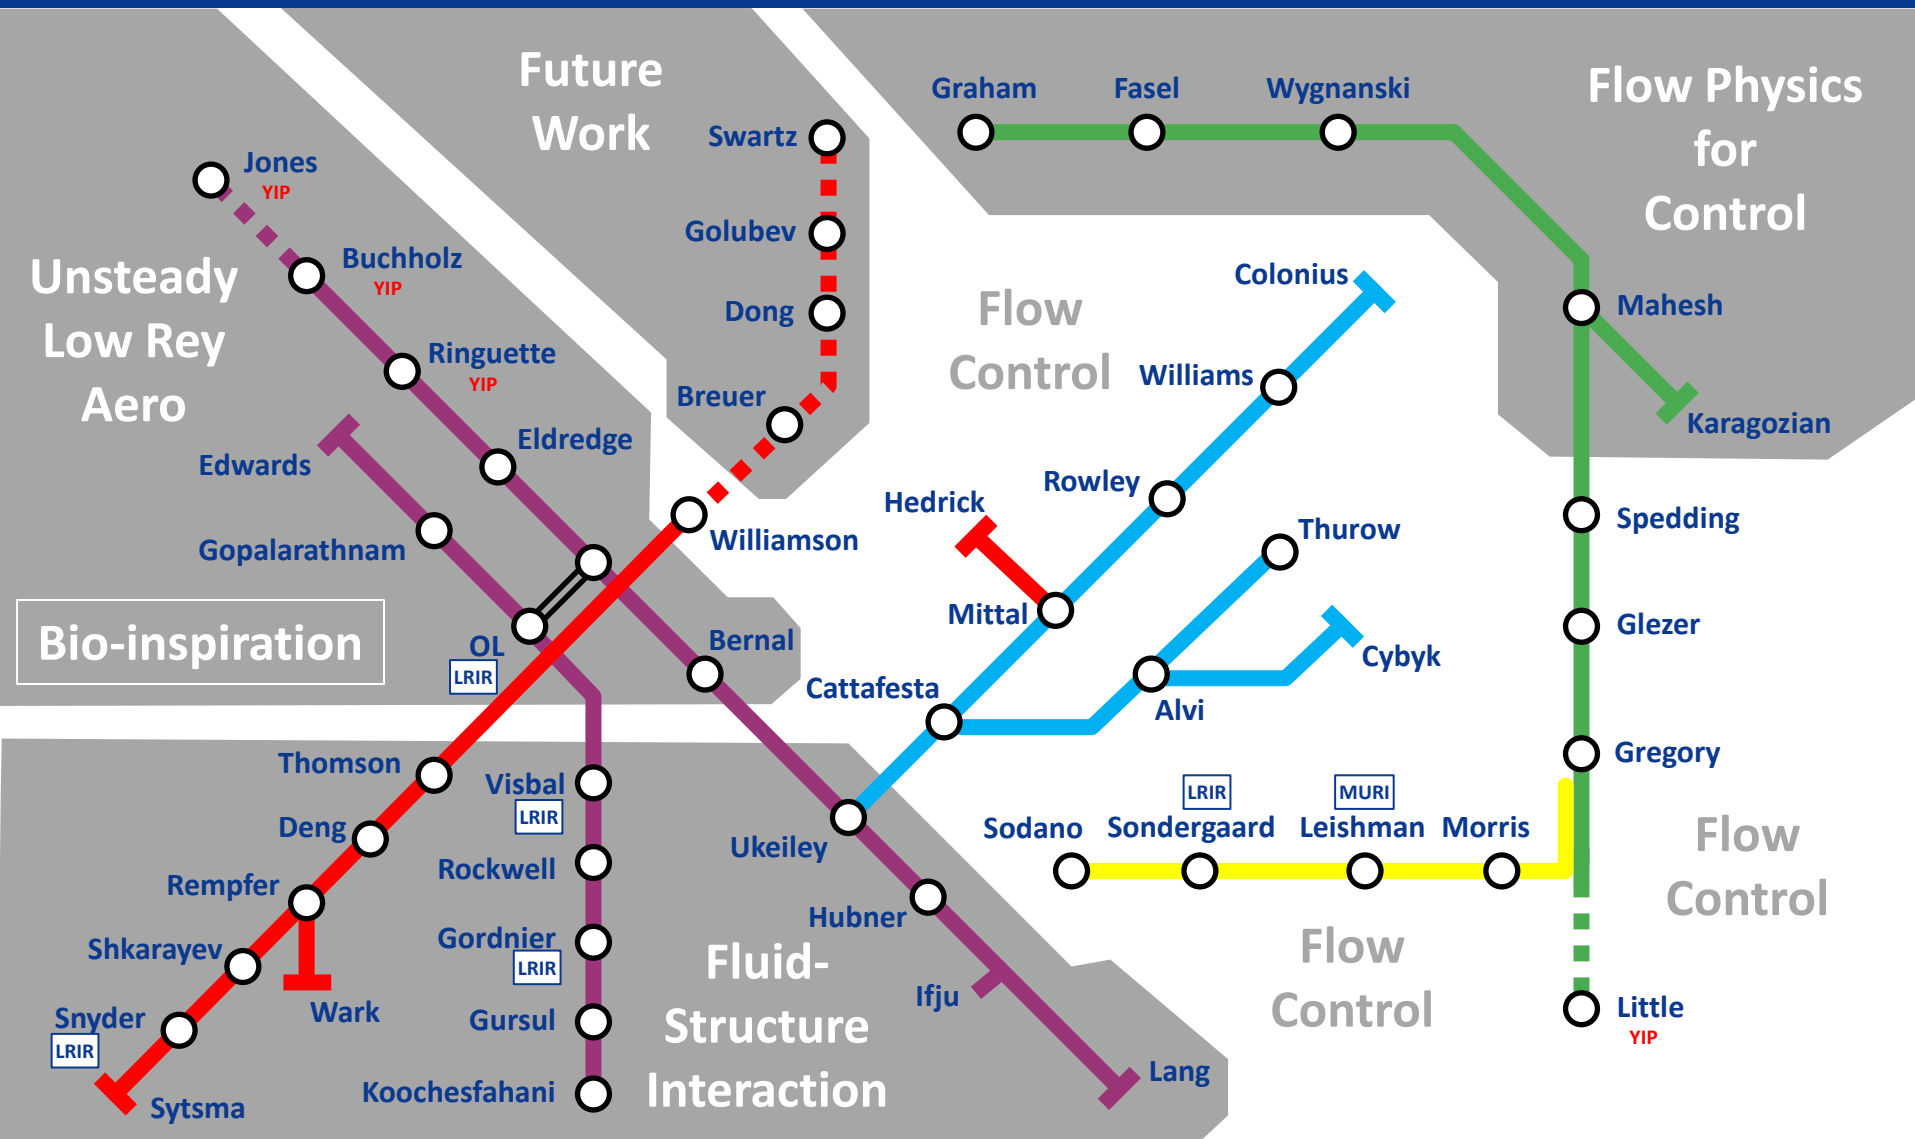 Future
Work
Graham
Fasel
Wygnanski
Flow Physics
for
Control
Swartz
Jones
YIP
Golubev
Buchholz
YIP
Unsteady
Low Rey
Aero
Colonius
Flow
Control
Dong
Mahesh
Ringuette
YIP
Williams
Breuer
Karagozian
Eldredge
Edwards
Rowley
Hedrick
Spedding
Thurow
Williamson
Gopalarathnam
Mittal
Glezer
Bio-inspiration
OL
LRIR
Bernal
Cybyk
Cattafesta
Alvi
Gregory
Thomson
Visbal
LRIR
LRIR
MURI
Deng
Sodano
Sondergaard
Leishman
Morris
Flow
Control
Ukeiley
Rockwell
Rempfer
Hubner
Gordnier
LRIR
Shkarayev
Flow
Control
Fluid-
Structure
Interaction
Ifju
Wark
Snyder
LRIR
Gursul
Little
YIP
Lang
Koochesfahani
Sytsma